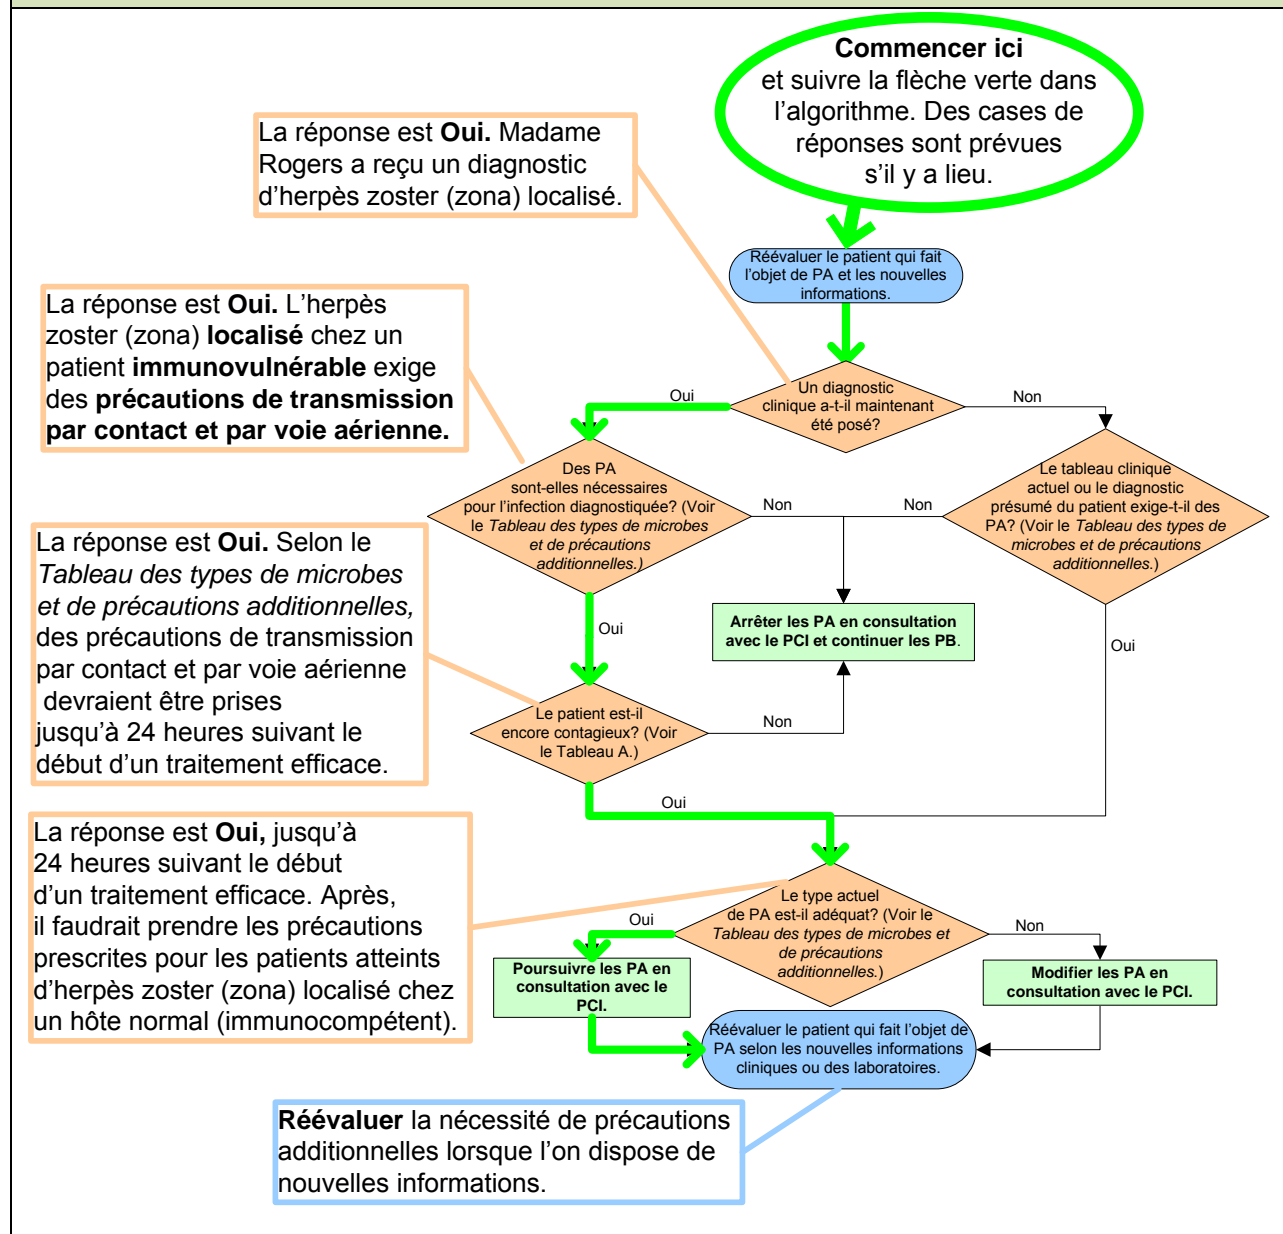 Commencer ici
et suivre la flèche verte dans
l'algorithme. Des cases de
réponses sont prévues
s'il y a lieu.
La réponse est Oui. Madame
Rogers a reçu un diagnostic
d'herpès zoster (zona) localisé.
Réévaluer le patient qui fait
l'objet de PA et les nouvelles
informations.
La réponse est Oui. L'herpès
zoster (zona) localisé chez un
patient immunovulnérable exige
des précautions de transmission
par contact et par voie aérienne.
Un diagnostic
clinique a-t-il maintenant
été posé?
Oui
Non
Des PA
sont-elles nécessaires
pour l'infection diagnostiquée? (Voir
le Tableau des types de microbes
et de précautions
additionnelles.)
Non
Non
Le tableau clinique
actuel ou le diagnostic
présumé du patient exige-t-il des
PA? (Voir le Tableau des types de
microbes et de précautions
additionnelles.)
La réponse est Oui. Selon le
Tableau des types de microbes
et de précautions additionnelles,
des précautions de transmission
par contact et par voie aérienne
devraient être prises
jusqu'à 24 heures suivant le
début d'un traitement efficace.
Oui
Arrêter les PA en consultation
avec le PCI et continuer les PB.
Oui
Le patient est-il
encore contagieux? (Voir
le Tableau A.)
Non
Oui
La réponse est Oui, jusqu'à
24 heures suivant le début
d'un traitement efficace. Après,
il faudrait prendre les précautions
prescrites pour les patients atteints
d'herpès zoster (zona) localisé chez
un hôte normal (immunocompétent).
Le type actuel
de PA est-il adéquat? (Voir le
Tableau des types de microbes et
de précautions
additionnelles.)
Oui
Non
Poursuivre les PA en
consultation avec le
PCI.
Modifier les PA en
consultation avec le PCI.
Réévaluer le patient qui fait l'objet de
PA selon les nouvelles informations
cliniques ou des laboratoires.
Réévaluer la nécessité de précautions
additionnelles lorsque l'on dispose de
nouvelles informations.